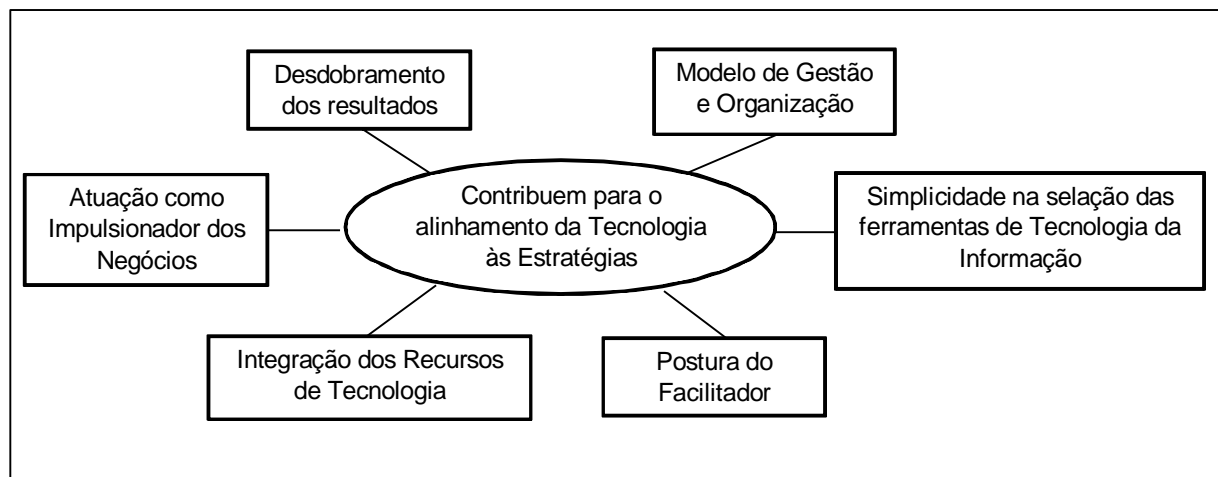 Desdobramento
dos resultados
Modelo de Gestão
e Organização
Atuação como
Impulsionador dos
Negócios
Contribuem para o
alinhamento da Tecnologia
às Estratégias
Simplicidade na selação das
ferramentas de Tecnologia da
Informação
Integração dos Recursos
de Tecnologia
Postura do
Facilitador